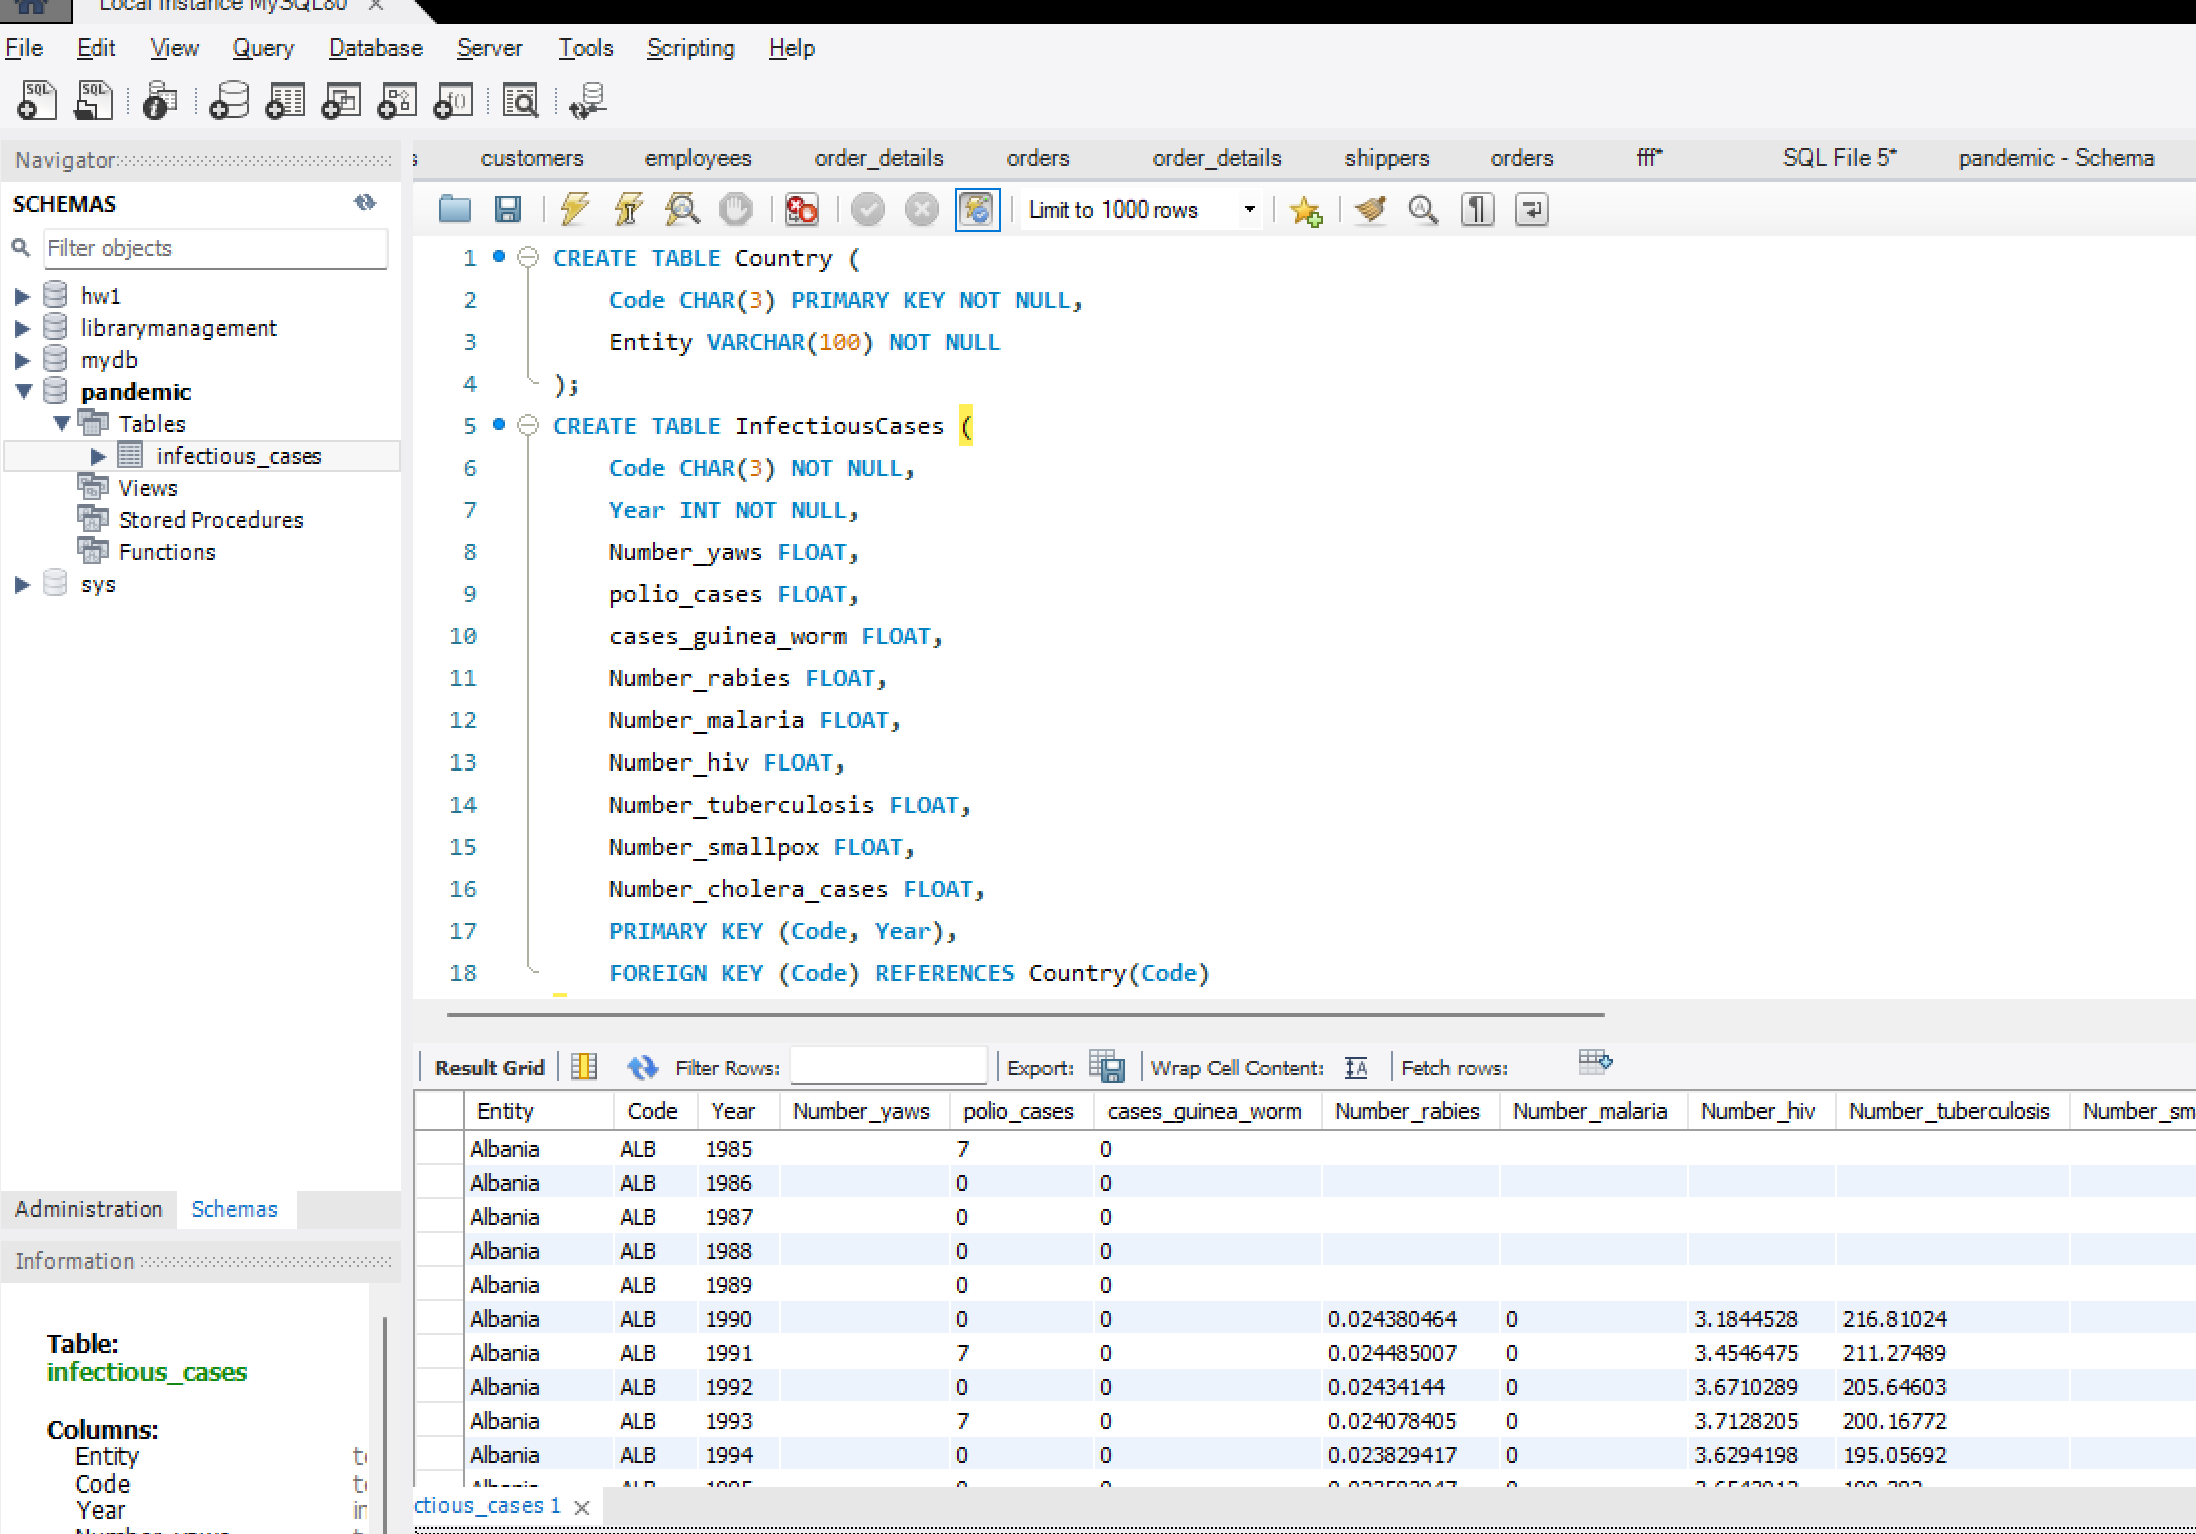 Local instance MySQL80
File Edit View Query Database Server Tools Scripting Help
Navigator
SCHEMAS
Filter objects
hw1
librarymanagement
mydb
pandemic
Tables
infectious_cases
Views
Stored Procedures
Functions
sys
Administration Schemas
Information
Table:
infectious_cases
Columns:
Entity
Code
Year
customers employees order_details orders order_details shippers orders fff* SQL File 5* pandemic - Schema
Limit to 1000 rows
1 CREATE TABLE Country (
2 Code CHAR(3) PRIMARY KEY NOT NULL,
3 Entity VARCHAR(100) NOT NULL
4 );
5 CREATE TABLE InfectiousCases (
6 Code CHAR(3) NOT NULL,
7 Year INT NOT NULL,
8 Number_yaws FLOAT,
9 polio_cases FLOAT,
10 cases_guinea_worm FLOAT,
11 Number_rabies FLOAT,
12 Number_malaria FLOAT,
13 Number_hiv FLOAT,
14 Number_tuberculosis FLOAT,
15 Number_smallpox FLOAT,
16 Number_cholera_cases FLOAT,
17 PRIMARY KEY (Code, Year),
18 FOREIGN KEY (Code) REFERENCES Country(Code)
Result Grid Filter Rows: Export: Wrap Cell Content: Fetch rows:
Entity Code Year Number_yaws polio_cases cases_guinea_worm Number_rabies Number_malaria Number_hiv Number_tuberculosis Number_sm
Albania ALB 1985 7 0
Albania ALB 1986 0 0
Albania ALB 1987 0 0
Albania ALB 1988 0 0
Albania ALB 1989 0 0
Albania ALB 1990 0 0 0.024380464 0 3.1844528 216.81024
Albania ALB 1991 7 0 0.024485007 0 3.4546475 211.27489
Albania ALB 1992 0 0 0.02434144 0 3.6710289 205.64603
Albania ALB 1993 7 0 0.024078405 0 3.7128205 200.16772
Albania ALB 1994 0 0 0.023829417 0 3.6294198 195.05692
ctious_cases 1